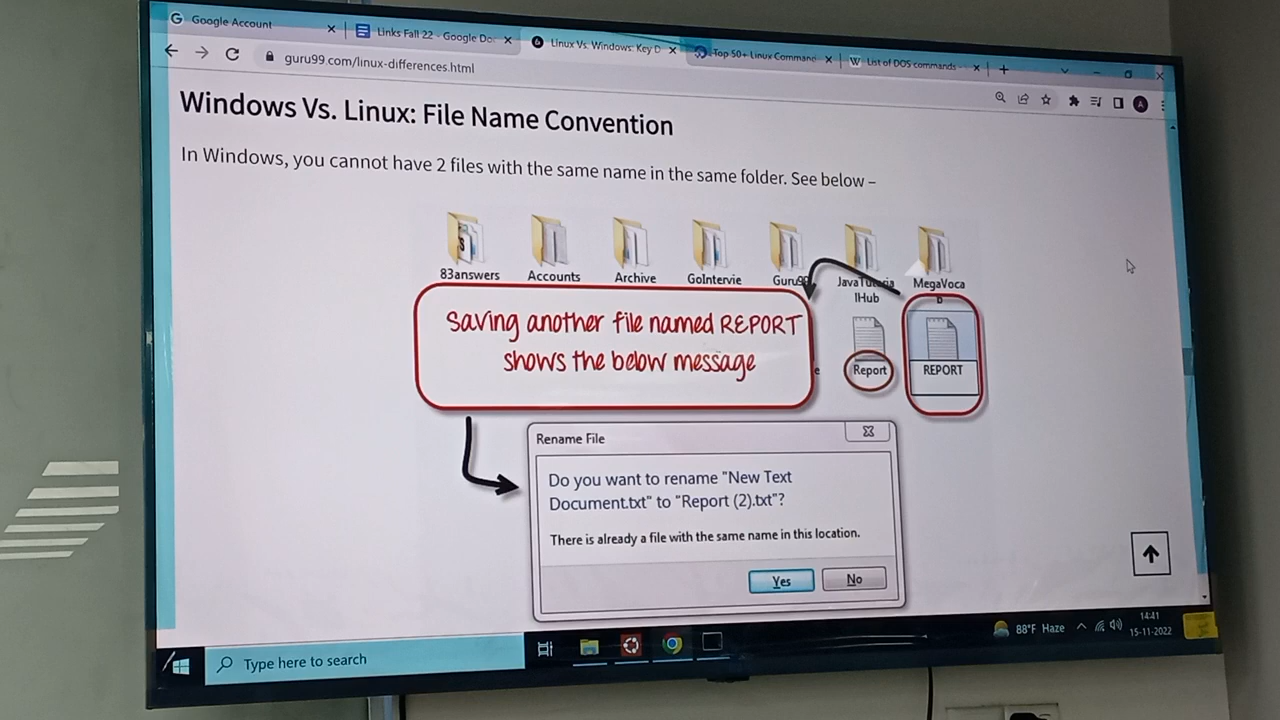 Google Account
Links Fall 22 - Google Do
Linux Vs. Windows: Key D
Top 50+ Linux Command
List of DOS commands -
guru99.com/linux-differences.html
Windows Vs. Linux: File Name Convention
In Windows, you cannot have 2 files with the same name in the same folder. See below –
83answers
Accounts
Archive
GoIntervie
Guru99
JavaTutoria
lHub
MegaVoca
b
saving another file named REPORT
shows the below message
e
Report
REPORT
Rename File
Do you want to rename "New Text
Document.txt" to "Report (2).txt"?
There is already a file with the same name in this location.
Yes
No
Type here to search
88°F Haze
14:41
15-11-2022